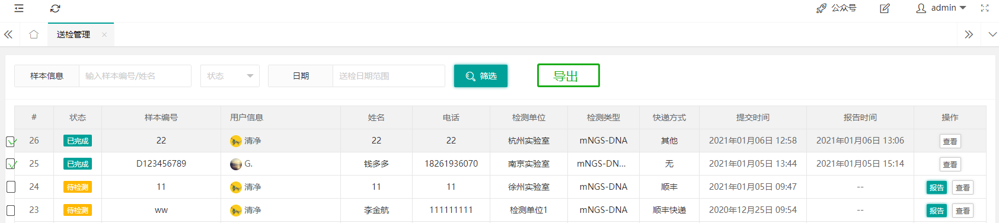 公众号 admin
送检管理
样本信息 输入样本编号/姓名 状态 日期 送检日期范围 筛选 导出
# 状态 样本编号 用户信息 姓名 电话 检测单位 检测类型 快递方式 提交时间 报告时间 操作
26 已完成 22 清净 22 22 杭州实验室 mNGS-DNA 其他 2021年01月06日 12:58 2021年01月06日 13:06 查看
25 已完成 D123456789 G. 钱多多 18261936070 南京实验室 mNGS-DN... 无 2021年01月05日 13:44 2021年01月05日 15:14 查看
24 待检测 11 清净 11 11 徐州实验室 mNGS-DNA 顺丰 2021年01月05日 09:47 -- 报告 查看
23 待检测 ww 清净 李金航 111111111 检测单位1 mNGS-DNA 顺丰快递 2020年12月25日 09:54 -- 报告 查看